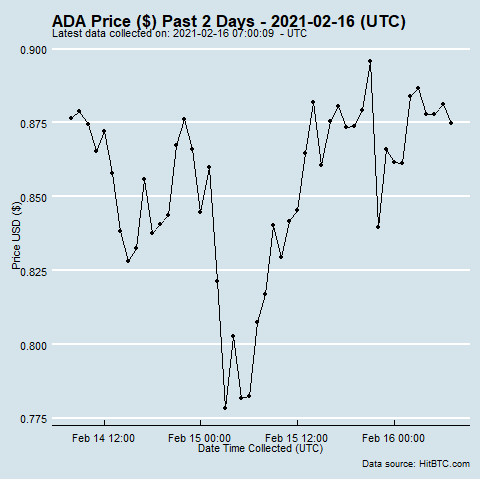 ADA Price ($) Past 2 Days - 2021-02-16 (UTC)
Latest data collected on: 2021-02-16 07:00:09 - UTC
0.900
0.875
0.850
0.825
0.800
0.775
Price USD ($)
Feb 14 12:00 Feb 15 00:00 Feb 15 12:00 Feb 16 00:00
Date Time Collected (UTC)
Data source: HitBTC.com